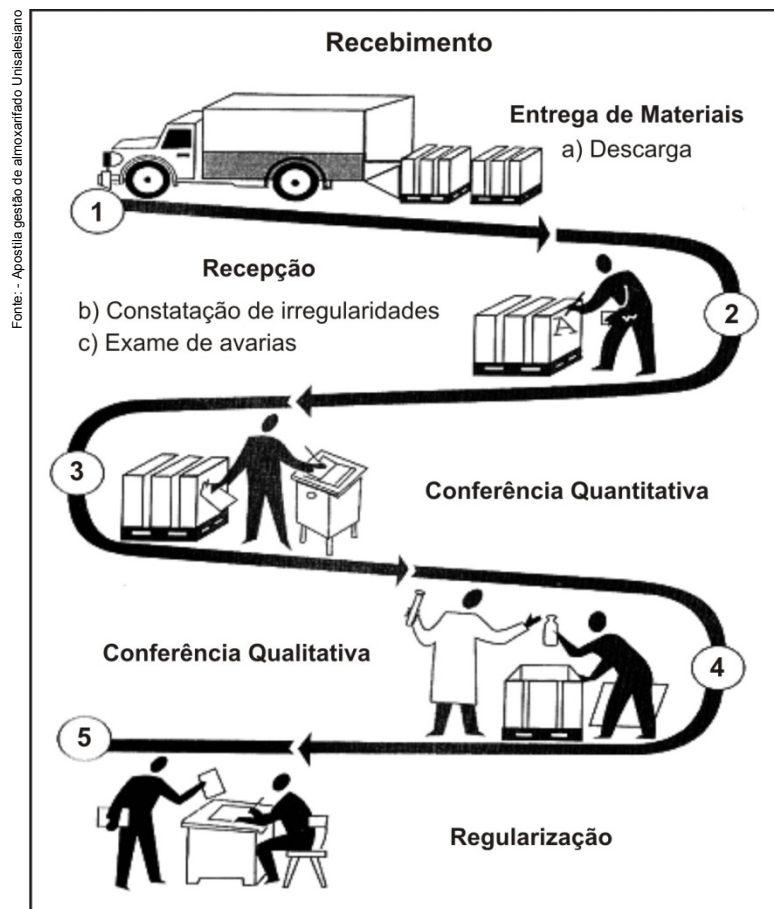 Fonte: - Apostila gestão de almoxarifado Unisalesiano
Recebimento
Entrega de Materiais
a) Descarga
1
Recepção
b) Constatação de irregularidades
c) Exame de avarias
2
A
3
Conferência Quantitativa
Conferência Qualitativa
4
5
Regularização